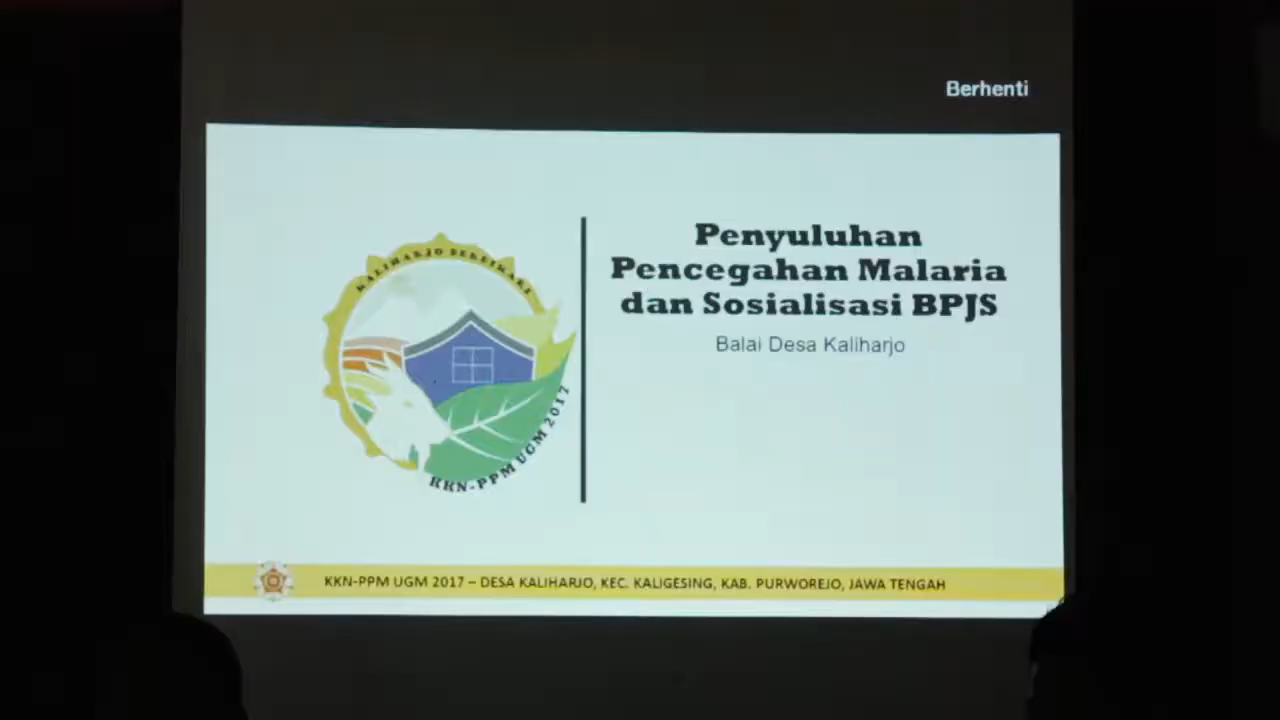 Berhenti
KALIHARJO BERSIKARI
Penyuluhan
Pencegahan Malaria
dan Sosialisasi BPJS
Balai Desa Kaliharjo
KKN-PPM UGM 2017
KKN-PPM UGM 2017 – DESA KALIHARJO, KEC. KALIGESING, KAB. PURWOREJO, JAWA TENGAH